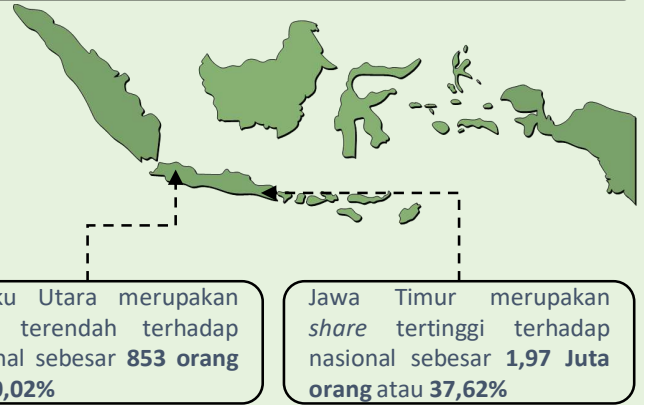 ku Utara merupakan
terendah terhadap
nal sebesar 853 orang
0,02%
Jawa Timur merupakan
share tertinggi terhadap
nasional sebesar 1,97 Juta
orang atau 37,62%